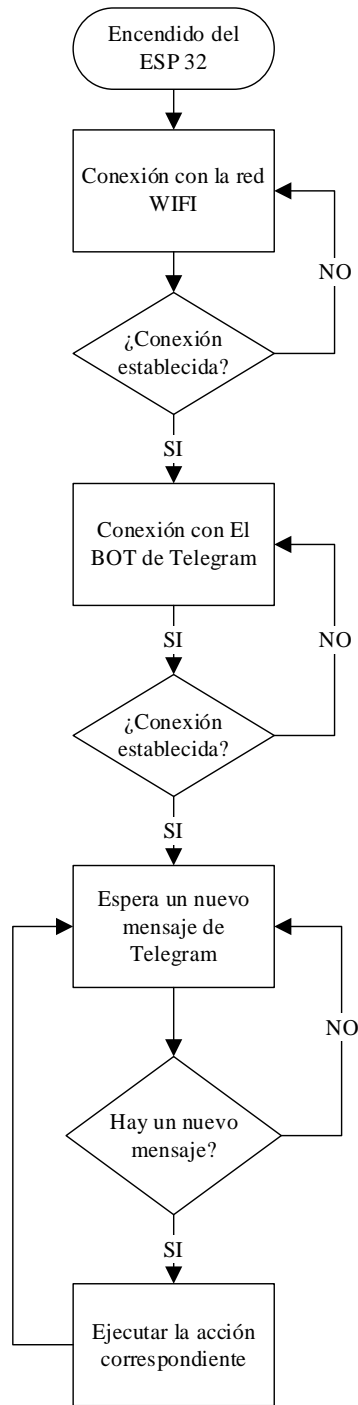 Encendido del
ESP 32
Conexión con la red
WIFI
NO
¿Conexión
establecida?
SI
Conexión con El
BOT de Telegram
SI
NO
¿Conexión
establecida?
SI
Espera un nuevo
mensaje de
Telegram
NO
Hay un nuevo
mensaje?
SI
Ejecutar la acción
correspondiente